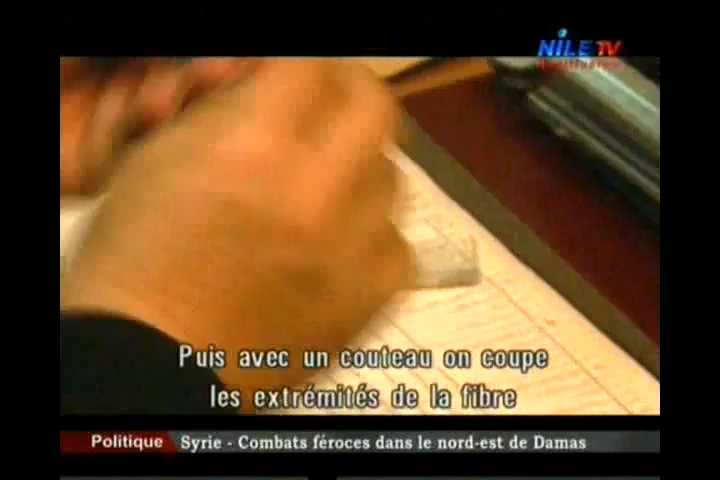 NiLE TV
Puis avec un couteau on coupe
les extrémités de la fibre
Politique Syrie - Combats féroces dans le nord-est de Damas